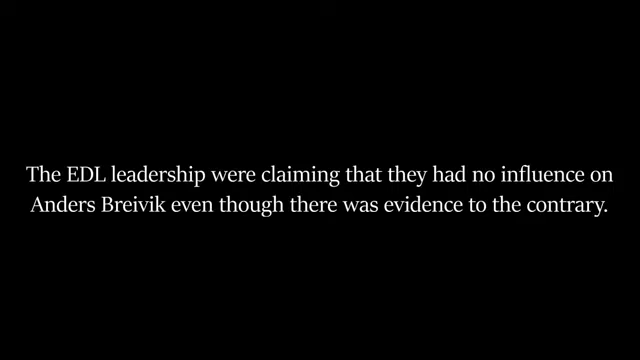 The EDL leadership were claiming that they had no influence on
Anders Breivik even though there was evidence to the contrary.